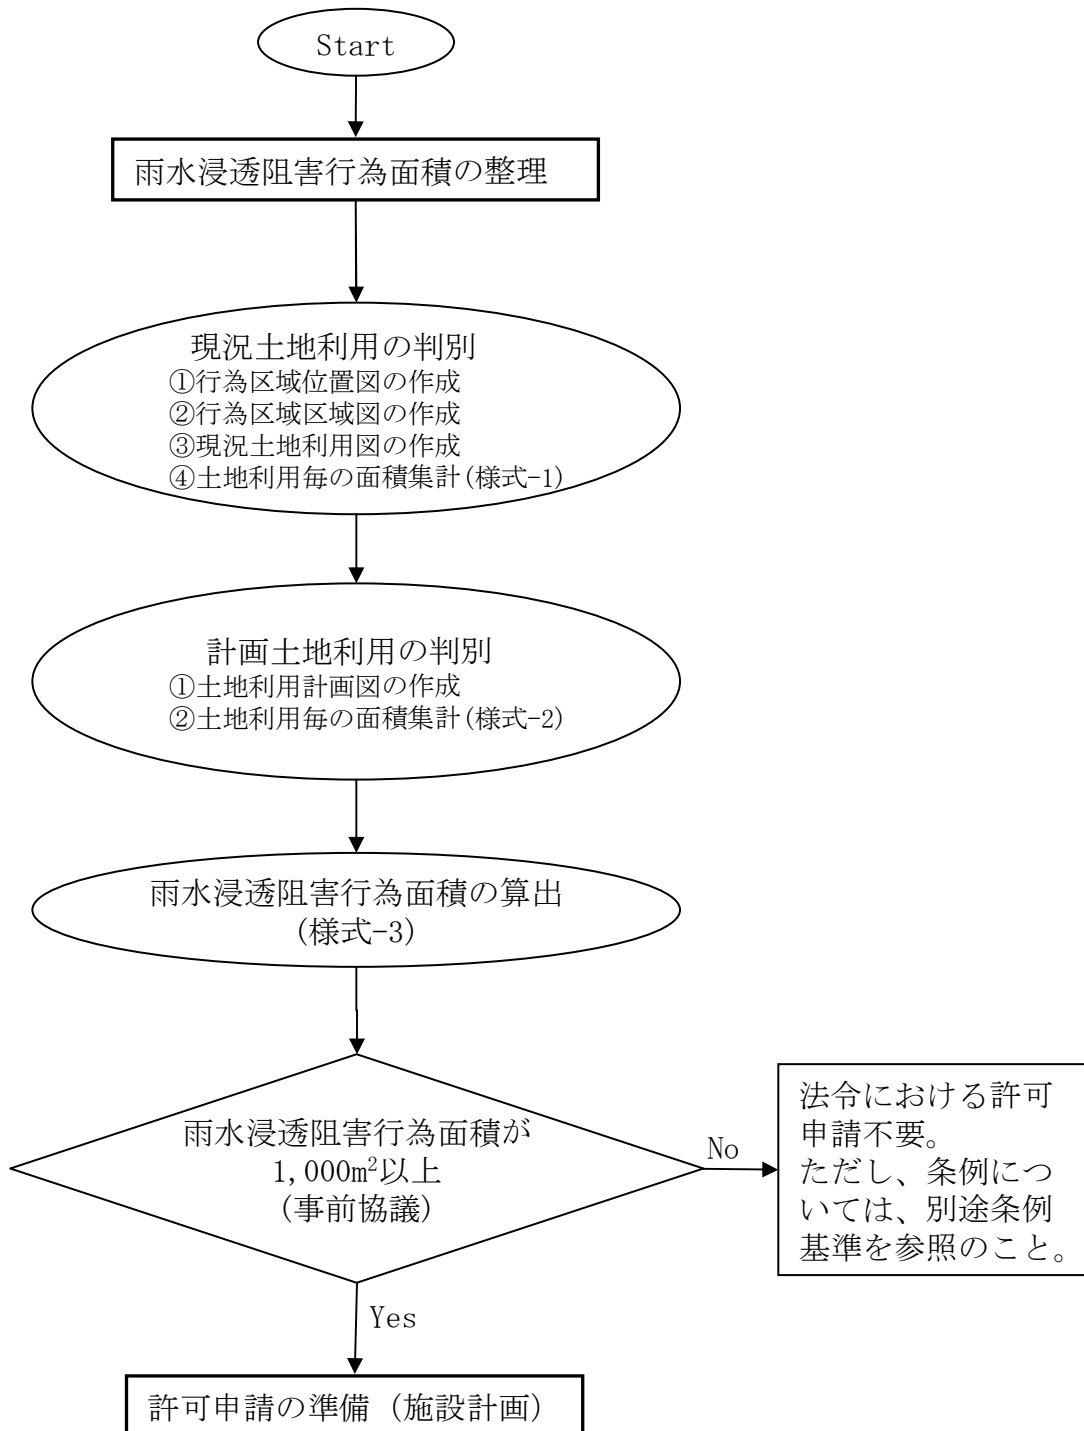 Start
雨水浸透阻害行為面積の整理
現況土地利用の判別
①行為区域位置図の作成
②行為区域区域図の作成
③現況土地利用図の作成
④土地利用毎の面積集計(様式-1)
計画土地利用の判別
①土地利用計画図の作成
②土地利用毎の面積集計(様式-2)
雨水浸透阻害行為面積の算出
(様式-3)
雨水浸透阻害行為面積が
1,000m²以上
(事前協議)
No
法令における許可
申請不要。
ただし、条例につ
いては、別途条例
基準を参照のこと。
Yes
許可申請の準備（施設計画）